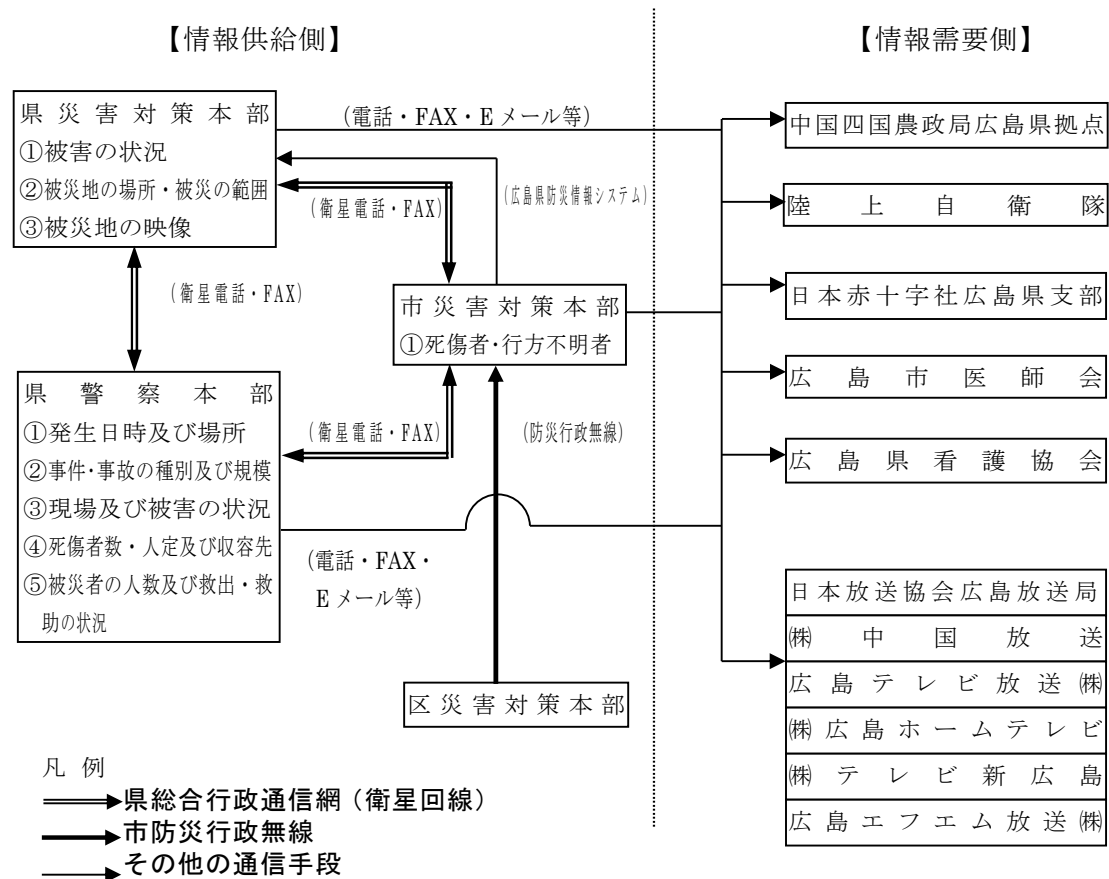 【情報供給側】
【情報需要側】
県災害対策本部
①被害の状況
②被災地の場所・被災の範囲
③被災地の映像
(電話・FAX・E メール等)
(衛星電話・FAX)
(広島県防災情報システム)
(衛星電話・FAX)
市災害対策本部
①死傷者・行方不明者
県警察本部
①発生日時及び場所
②事件・事故の種別及び規模
③現場及び被害の状況
④死傷者数・人定及び収容先
⑤被災者の人数及び救出・救
助の状況
(衛星電話・FAX)
(防災行政無線)
(電話・FAX・
E メール等)
区災害対策本部
中国四国農政局広島県拠点
陸上自衛隊
日本赤十字社広島県支部
広島市医師会
広島県看護協会
日本放送協会広島放送局
㈱中国放送
広島テレビ放送㈱
㈱広島ホームテレビ
㈱テレビ新広島
広島エフエム放送㈱
凡例
県総合行政通信網(衛星回線)
市防災行政無線
その他の通信手段